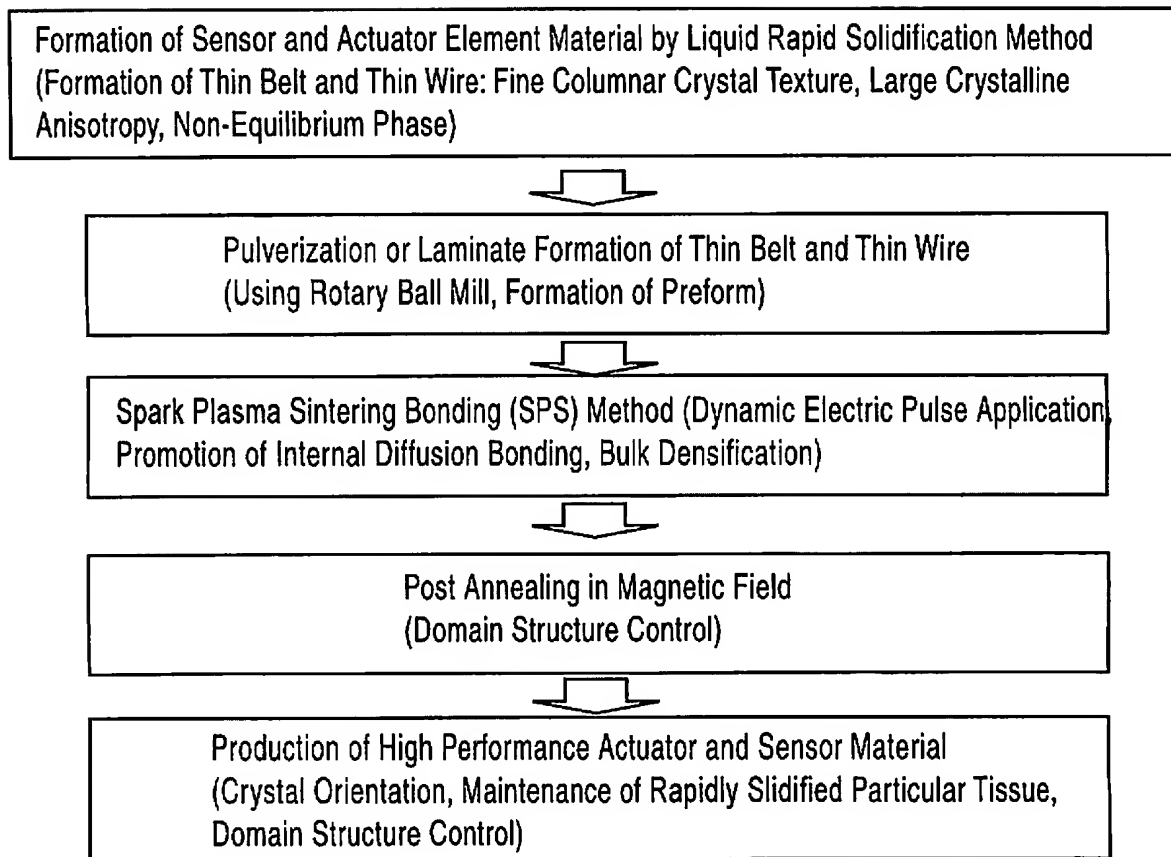 Formation of Sensor and Actuator Element Material by Liquid Rapid Solidification Method
(Formation of Thin Belt and Thin Wire: Fine Columnar Crystal Texture, Large Crystalline
Anisotropy, Non-Equilibrium Phase)
Pulverization or Laminate Formation of Thin Belt and Thin Wire
(Using Rotary Ball Mill, Formation of Preform)
Spark Plasma Sintering Bonding (SPS) Method (Dynamic Electric Pulse Application,
Promotion of Internal Diffusion Bonding, Bulk Densification)
Post Annealing in Magnetic Field
(Domain Structure Control)
Production of High Performance Actuator and Sensor Material
(Crystal Orientation, Maintenance of Rapidly Slidified Particular Tissue,
Domain Structure Control)